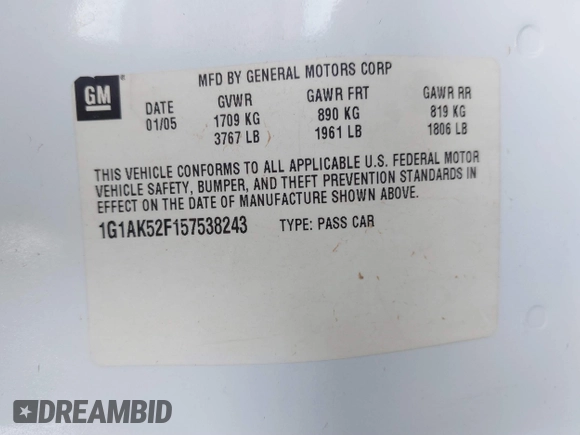 GM
MFD BY GENERAL MOTORS CORP
DATE GVWR GAWR FRT GAWR RR
01/05 1709 KG 890 KG 819 KG
3767 LB 1961 LB 1806 LB
THIS VEHICLE CONFORMS TO ALL APPLICABLE U.S. FEDERAL MOTOR
VEHICLE SAFETY, BUMPER, AND THEFT PREVENTION STANDARDS IN
EFFECT ON THE DATE OF MANUFACTURE SHOWN ABOVE.
1G1AK52F157538243 TYPE: PASS CAR
DREAMBID